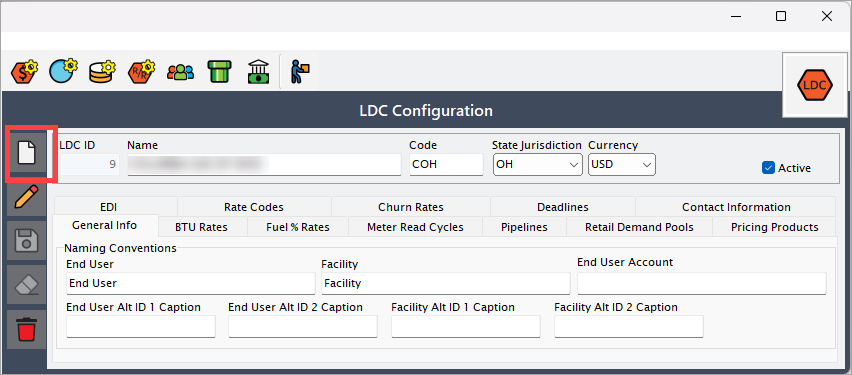 $
R/R
LDC
LDC Configuration
LDC ID Name Code State Jurisdiction Currency
9 COH OH USD Active
EDI Rate Codes Churn Rates Deadlines Contact Information
General Info BTU Rates Fuel % Rates Meter Read Cycles Pipelines Retail Demand Pools Pricing Products
Naming Conventions
End User Facility End User Account
End User Facility
End User Alt ID 1 Caption End User Alt ID 2 Caption Facility Alt ID 1 Caption Facility Alt ID 2 Caption